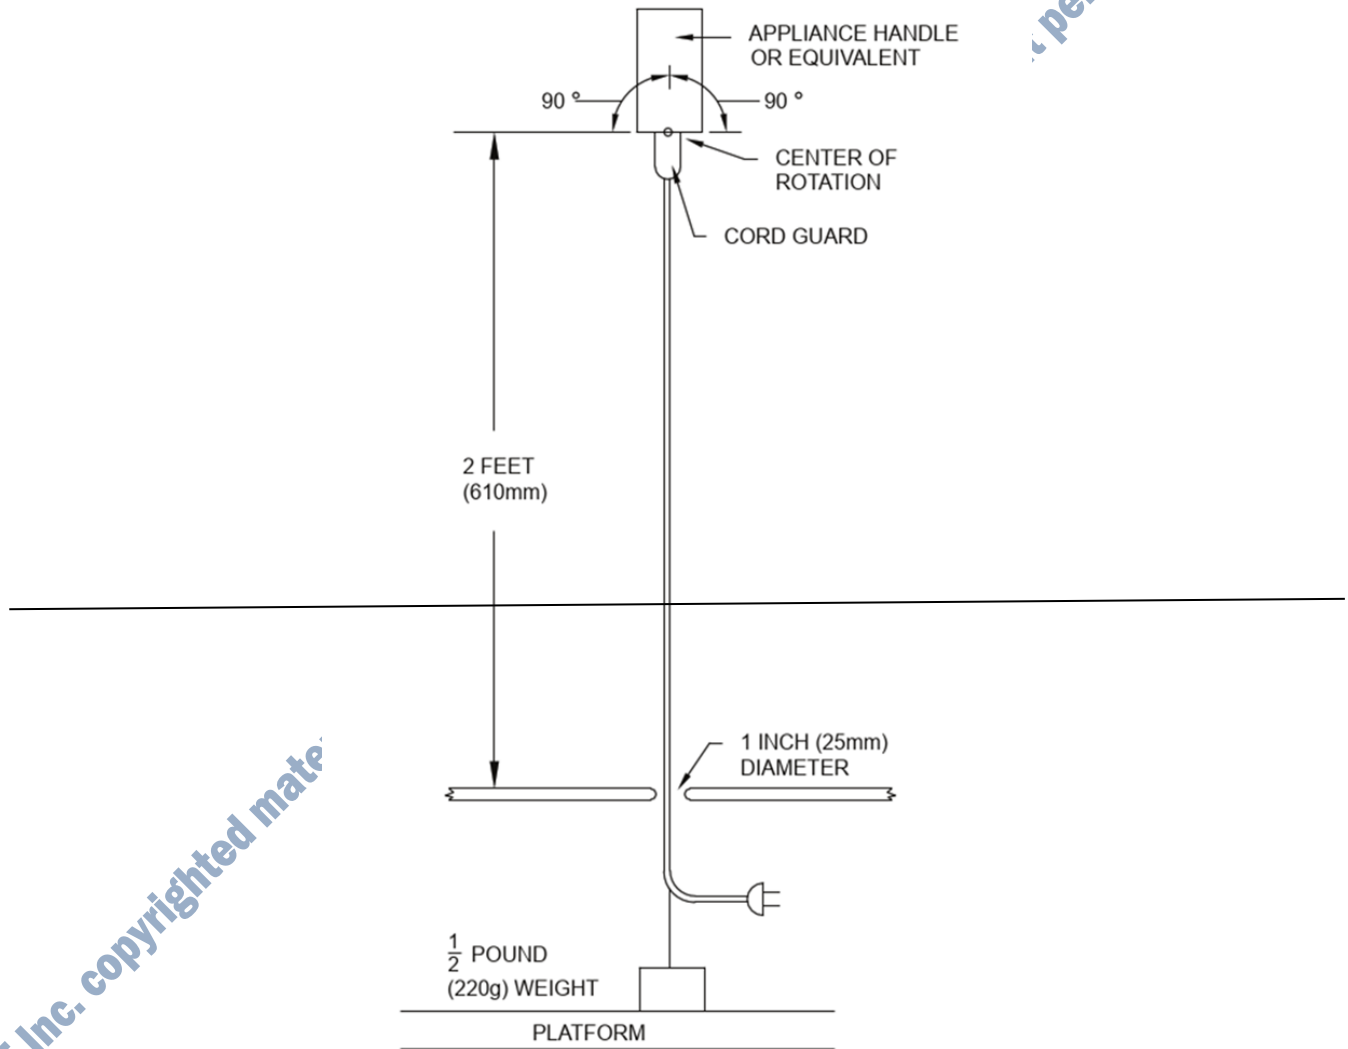 APPLIANCE HANDLE
OR EQUIVALENT
90 °
90 °
CENTER OF
ROTATION
CORD GUARD
2 FEET
(610mm)
1 INCH (25mm)
DIAMETER
1/2 POUND
(220g) WEIGHT
PLATFORM
Inc. copyrighted mate